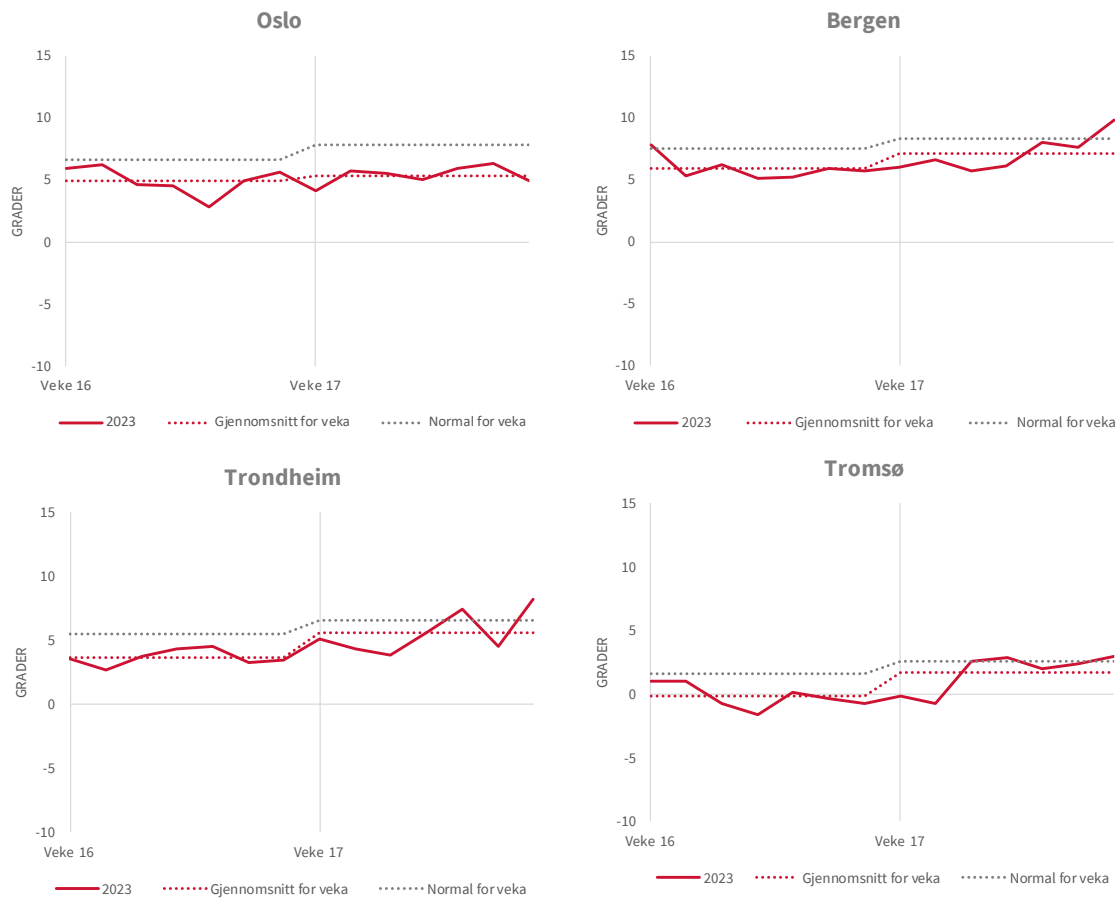 Oslo
15
10
5
0
-5
-10
GRADER
Veke 16
Veke 17
2023
Gjennomsnitt for veka
Normal for veka
Bergen
15
10
5
0
-5
-10
GRADER
Veke 16
Veke 17
2023
Gjennomsnitt for veka
Normal for veka
Trondheim
15
10
5
0
-5
-10
GRADER
Veke 16
Veke 17
2023
Gjennomsnitt for veka
Normal for veka
Tromsø
15
10
5
0
-5
-10
GRADER
Veke 16
Veke 17
2023
Gjennomsnitt for veka
Normal for veka